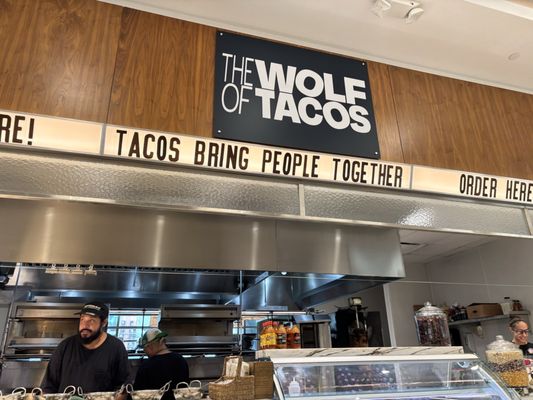 THE WOLF
OF TACOS
RE! TACOS BRING PEOPLE TOGETHER ORDER HERE